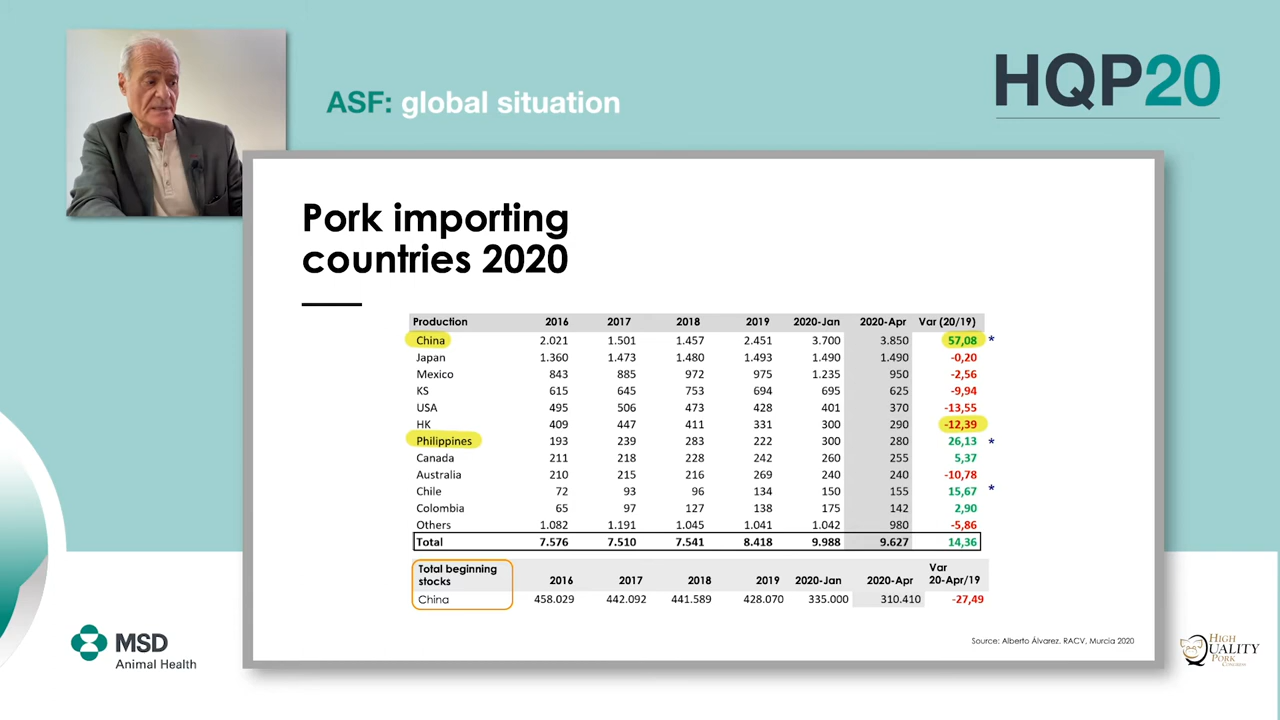 ASF: global situation
HQP20
Pork importing
countries 2020
Production 2016 2017 2018 2019 2020-Jan 2020-Apr Var (20/19)
China 2.021 1.501 1.457 2.451 3.700 3.850 57,08 *
Japan 1.360 1.473 1.480 1.493 1.490 1.490 -0,20
Mexico 843 885 972 975 1.235 950 -2,56
KS 615 645 753 694 695 625 -9,94
USA 495 506 473 428 401 370 -13,55
HK 409 447 411 331 300 290 -12,39
Philippines 193 239 283 222 300 280 26,13 *
Canada 211 218 228 242 260 255 5,37
Australia 210 215 216 269 240 240 -10,78
Chile 72 93 96 134 150 155 15,67 *
Colombia 65 97 127 138 175 142 2,90
Others 1.082 1.191 1.045 1.041 1.042 980 -5,86
Total 7.576 7.510 7.541 8.418 9.988 9.627 14,36
Total beginning
stocks 2016 2017 2018 2019 2020-Jan 2020-Apr Var
20-Apr/19
China 458.029 442.092 441.589 428.070 335.000 310.410 -27,49
Source: Alberto Álvarez. RACV, Murcia 2020
MSD
Animal Health
HIGH
QUALITY
PORK
CONGRESS